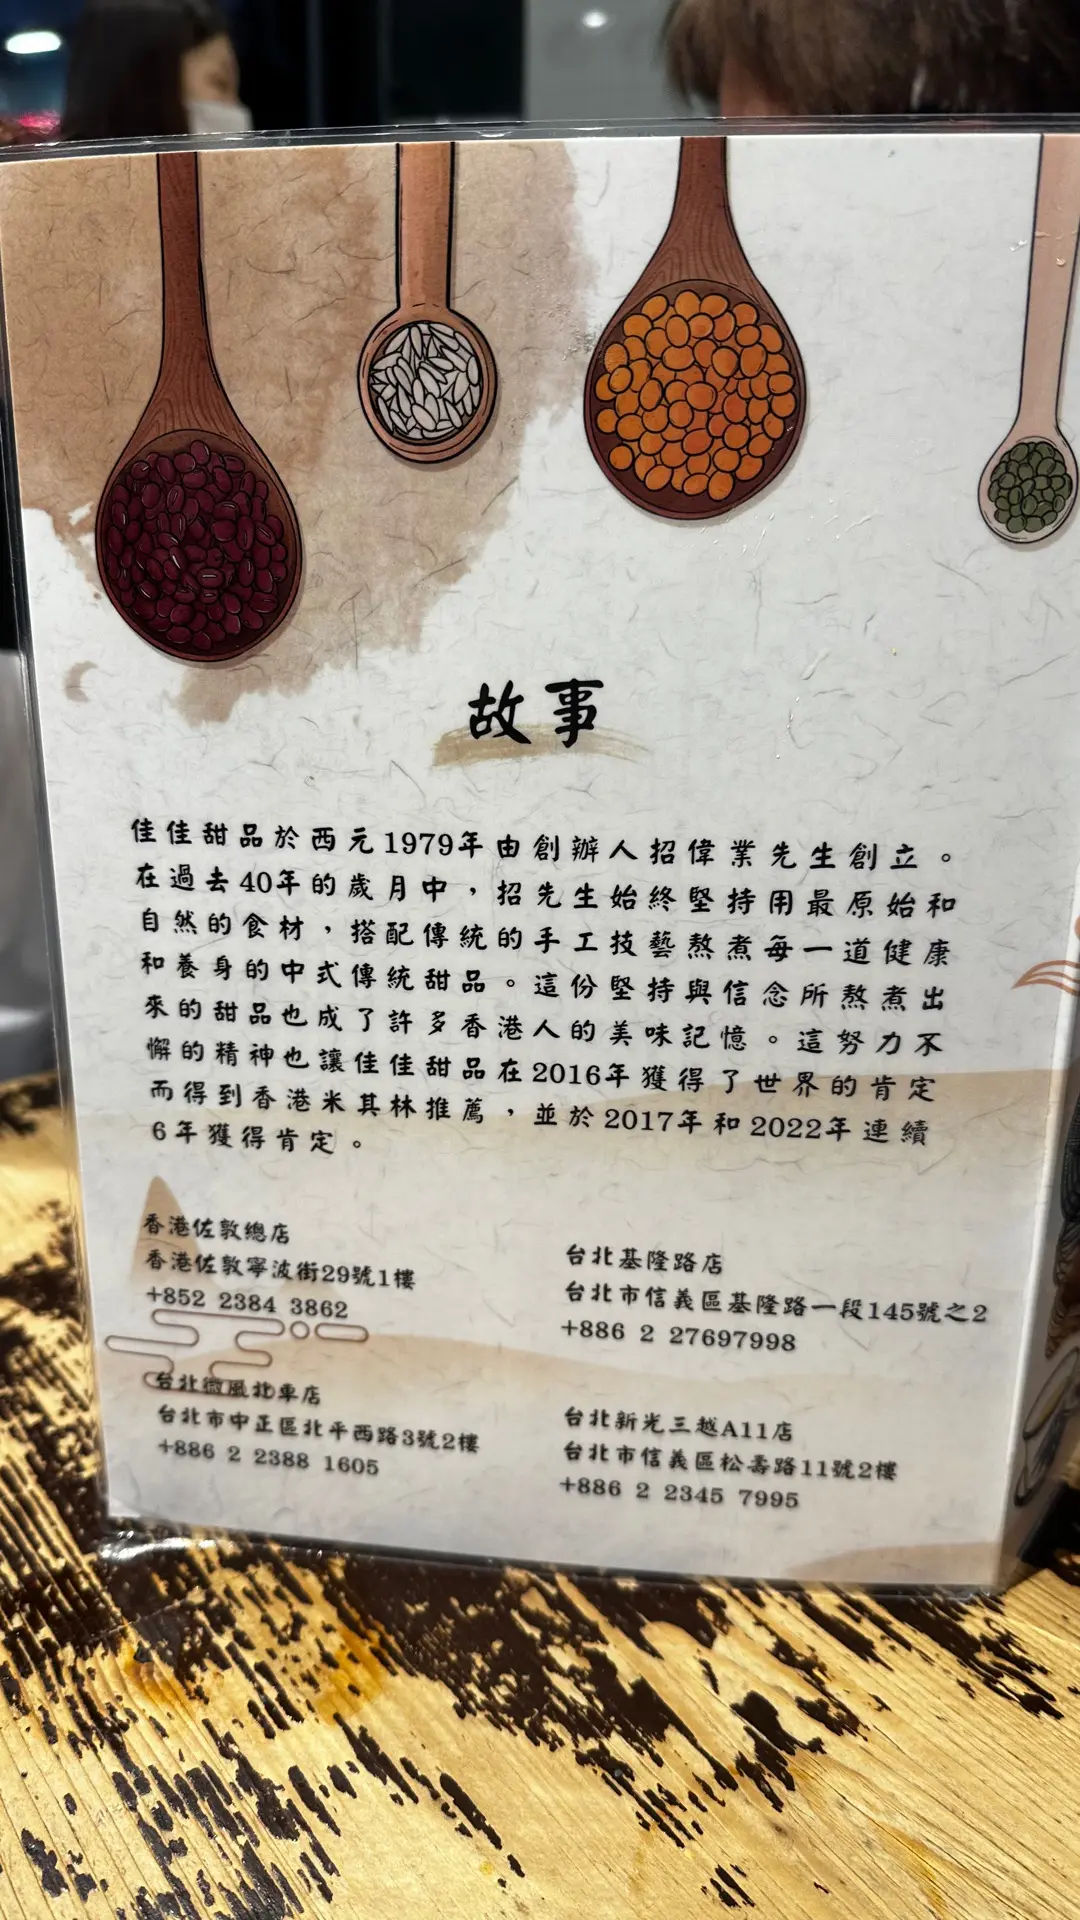 故事
佳佳甜品於西元1979年由創辦人招偉業先生創立。
在過去40年的歲月中，招先生始終堅持用最原始和
自然的食材，搭配傳統的手工技藝熬煮每一道健康
和養身的中式傳統甜品。這份堅持與信念所熬煮出
來的甜品也成了許多香港人的美味記憶。這努力不
懈的精神也讓佳佳甜品在2016年獲得了世界的肯定
而得到香港米其林推薦，並於2017年和2022年連續
6年獲得肯定。
香港佐敦總店
香港佐敦寧波街29號1樓
+852 2384 3862
台北基隆路店
台北市信義區基隆路一段145號之2
+886 2 27697998
台北微風北車店
台北市中正區北平西路3號2樓
+886 2 2388 1605
台北新光三越A11店
台北市信義區松壽路11號2樓
+886 2 2345 7995